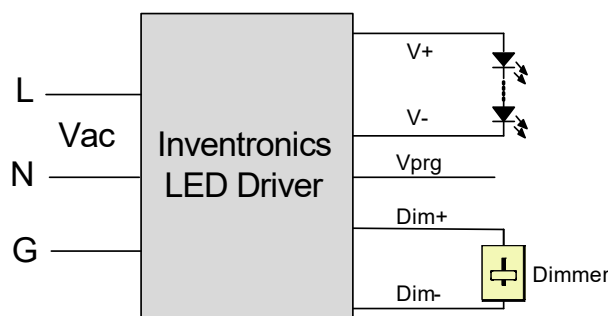 L
Vac
N
G
Inventronics
LED Driver
V+
V-
Vprg
Dim+
Dim-
Dimmer